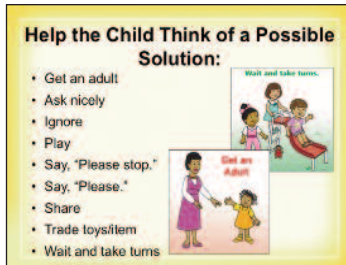 Help the Child Think of a Possible
Solution:
• Get an adult
• Ask nicely
• Ignore
• Play
• Say, “Please stop.”
• Say, “Please.”
• Share
• Trade toys/item
• Wait and take turns
Wait and take turns.
Get an
Adult